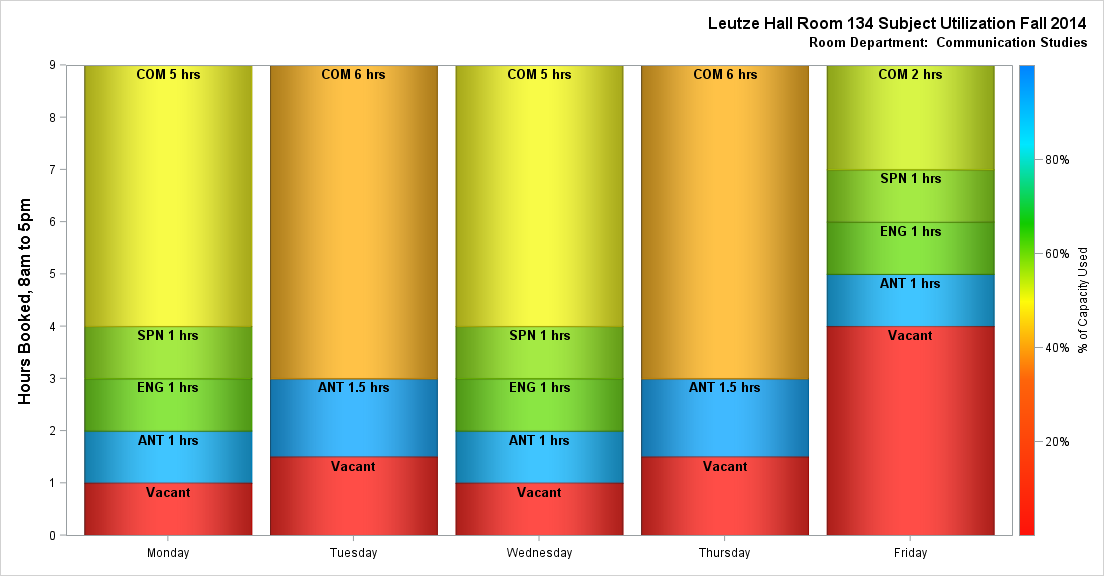 Leutze Hall Room 134 Subject Utilization Fall 2014
Room Department:  Communication Studies
Hours Booked, 8am to 5pm
9
8
7
6
5
4
3
2
1
0
COM 5 hrs
SPN 1 hrs
ENG 1 hrs
ANT 1 hrs
Vacant
COM 6 hrs
ANT 1.5 hrs
Vacant
COM 5 hrs
SPN 1 hrs
ENG 1 hrs
ANT 1 hrs
Vacant
COM 6 hrs
ANT 1.5 hrs
Vacant
COM 2 hrs
SPN 1 hrs
ENG 1 hrs
ANT 1 hrs
Vacant
Monday
Tuesday
Wednesday
Thursday
Friday
80%
60%
40%
20%
% of Capacity Used